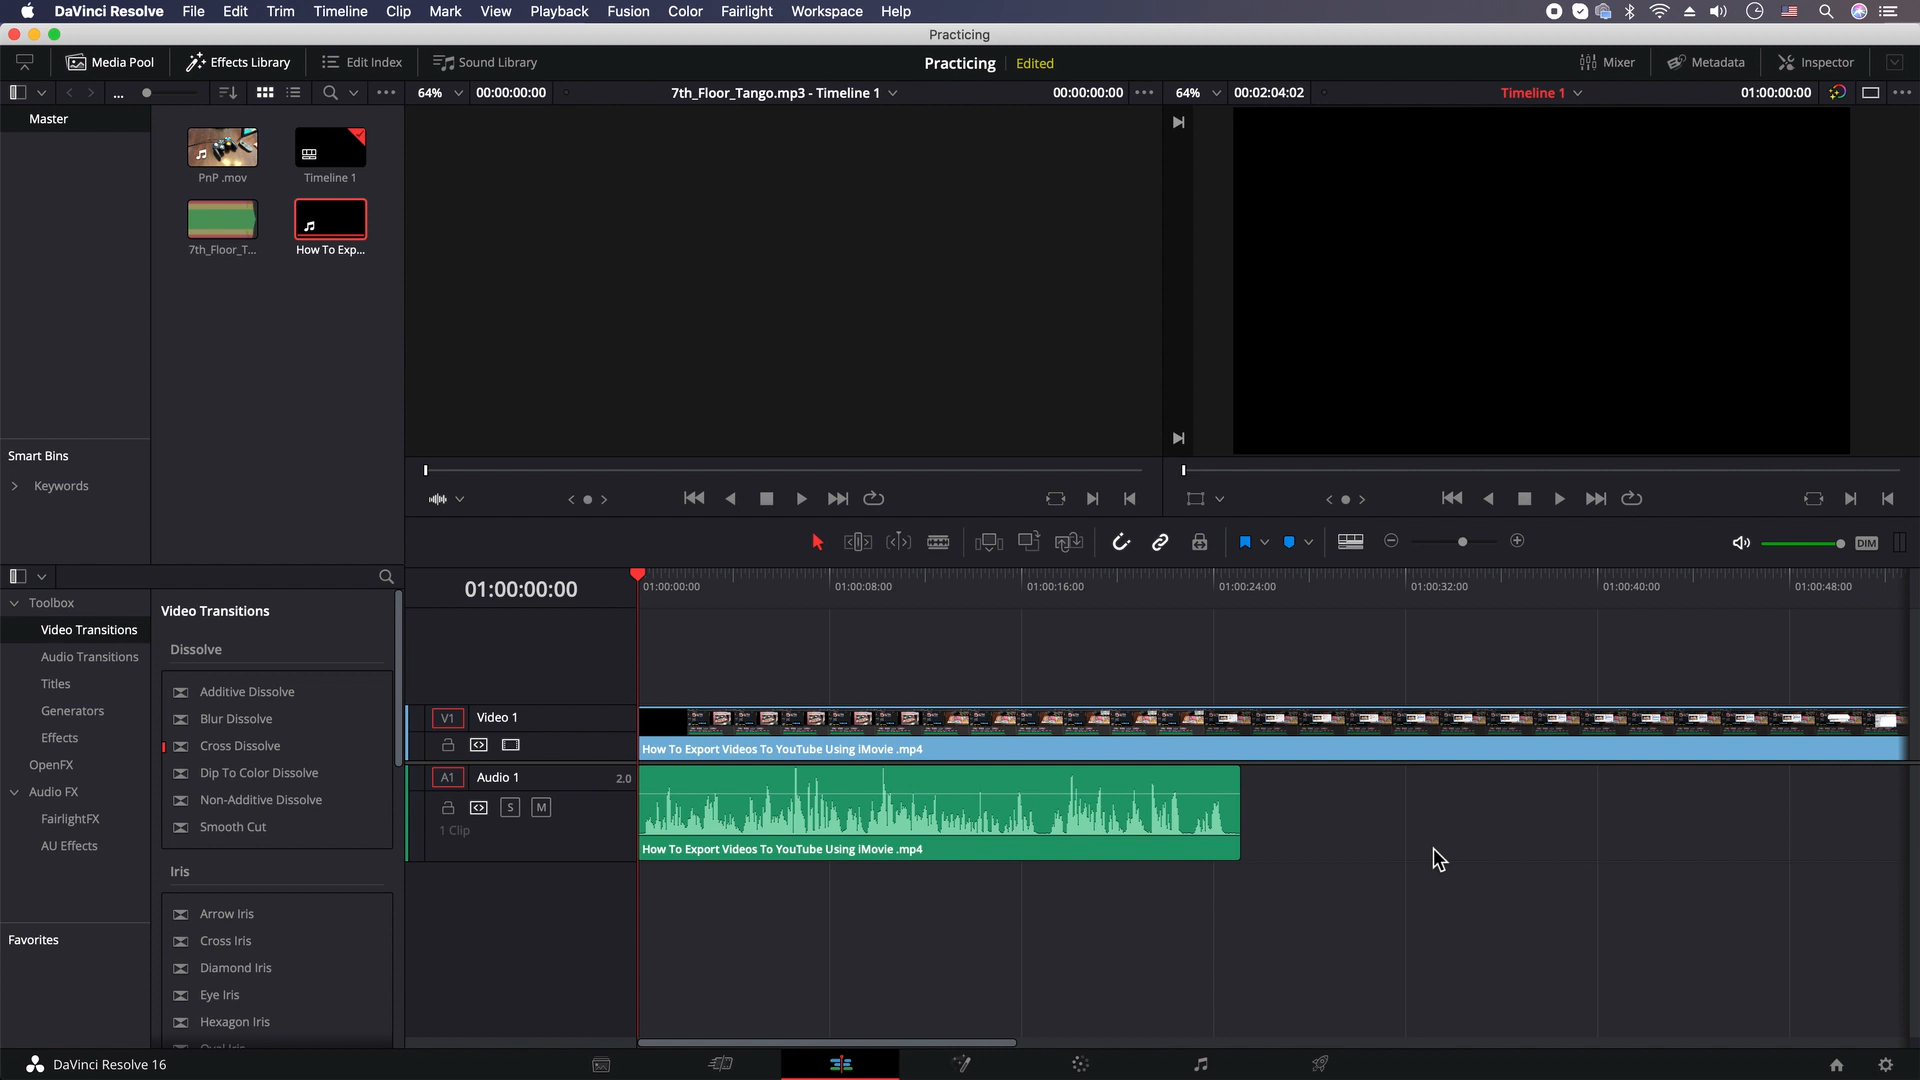 DaVinci Resolve File Edit Trim Timeline Clip Mark View Playback Fusion Color Fairlight Workspace Help
Practicing
Media Pool Effects Library Edit Index Sound Library Practicing Edited Mixer Metadata Inspector
... 64% 00:00:00:00 7th_Floor_Tango.mp3 - Timeline 1 00:00:00:00 64% 00:02:04:02 Timeline 1 01:00:00:00
Master
PnP .mov Timeline 1
7th_Floor_T... How To Exp...
Smart Bins
Keywords
DIM
01:00:00:00
01:00:00:00 01:00:08:00 01:00:16:00 01:00:24:00 01:00:32:00 01:00:40:00 01:00:48:00
Toolbox
Video Transitions
Audio Transitions
Titles
Generators
Effects
OpenFX
Audio FX
FairlightFX
AU Effects
Favorites
Video Transitions
Dissolve
Additive Dissolve
Blur Dissolve
Cross Dissolve
Dip To Color Dissolve
Non-Additive Dissolve
Smooth Cut
Iris
Arrow Iris
Cross Iris
Diamond Iris
Eye Iris
Hexagon Iris
V1 Video 1
How To Export Videos To YouTube Using iMovie .mp4
A1 Audio 1 2.0
S M
1 Clip
How To Export Videos To YouTube Using iMovie .mp4
DaVinci Resolve 16